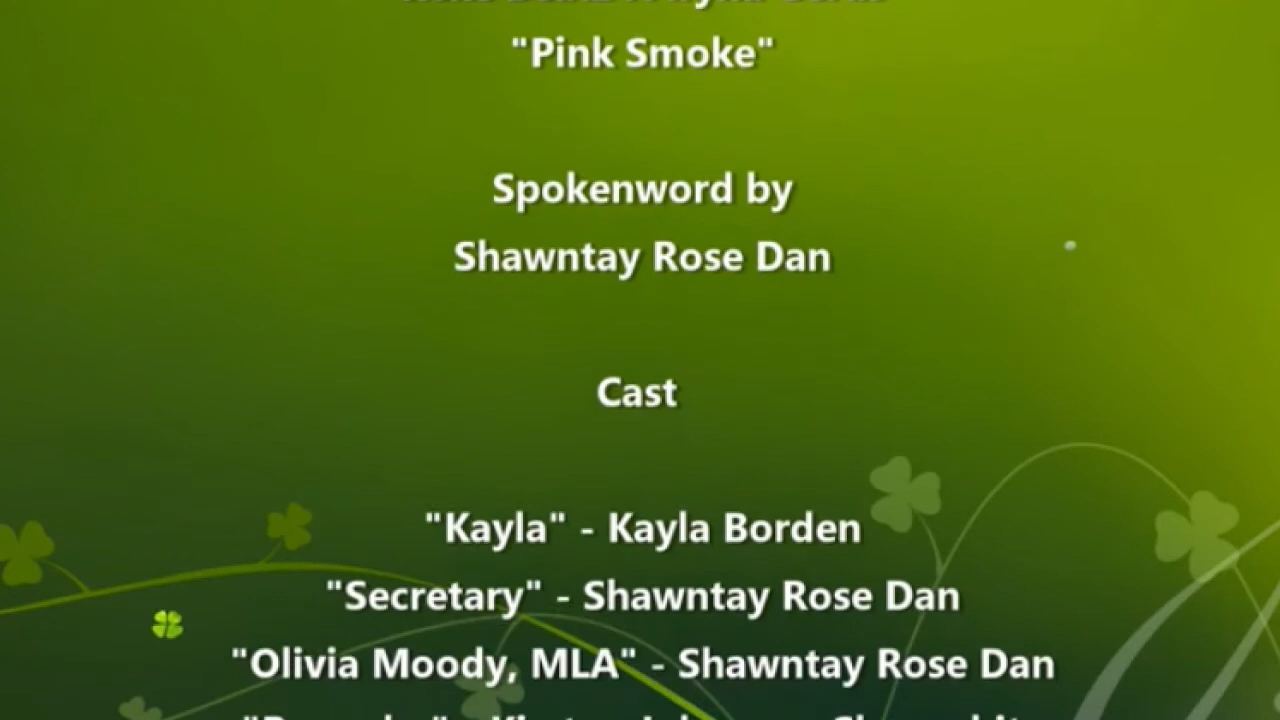 "Pink Smoke"
Spokenword by
Shawntay Rose Dan
Cast
"Kayla" - Kayla Borden
"Secretary" - Shawntay Rose Dan
"Olivia Moody, MLA" - Shawntay Rose Dan